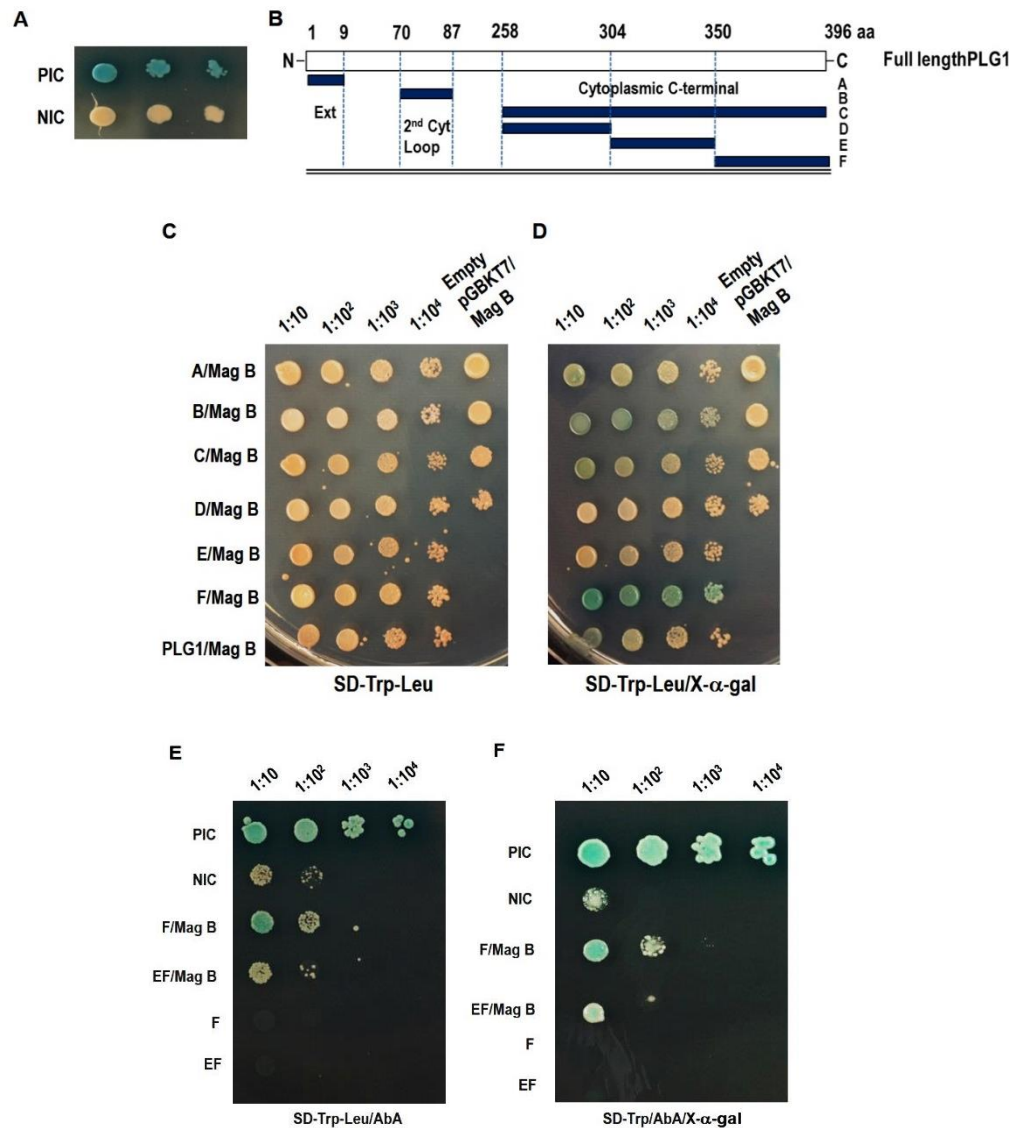 A
PIC
NIC
B
1 9 70 87 258 304 350 396 aa
N C Full lengthPLG1
Ext
2nd Cyt
Loop
Cytoplasmic C-terminal
A
B
C
D
E
F
C
1:10 1:10² 1:10³ 1:10⁴ Empty
pGBKT7/
Mag B
A/Mag B
B/Mag B
C/Mag B
D/Mag B
E/Mag B
F/Mag B
PLG1/Mag B
SD-Trp-Leu
D
1:10 1:10² 1:10³ 1:10⁴ Empty
pGBKT7/
Mag B
SD-Trp-Leu/X-α-gal
E
1:10 1:10² 1:10³ 1:10⁴
PIC
NIC
F/Mag B
EF/Mag B
F
EF
SD-Trp-Leu/AbA
F
1:10 1:10² 1:10³ 1:10⁴
PIC
NIC
F/Mag B
EF/Mag B
F
EF
SD-Trp/AbA/X-α-gal